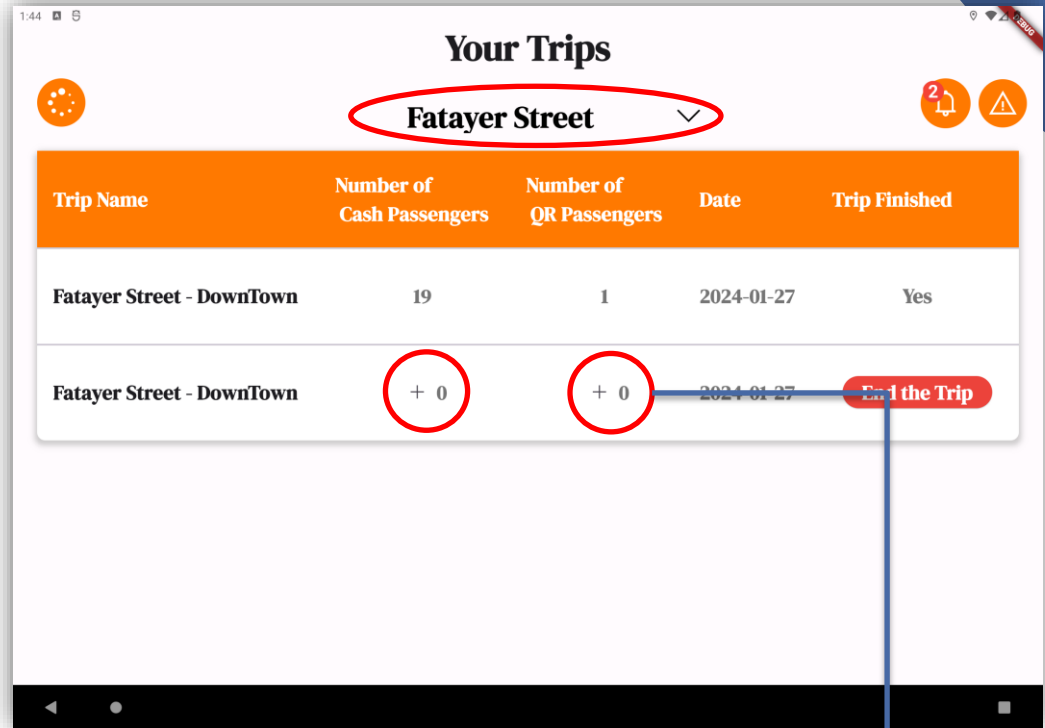 1:44
DEBUG
Your Trips
Fatayer Street
2
Trip Name
Number of
Cash Passengers
Number of
QR Passengers
Date
Trip Finished
Fatayer Street - DownTown 19 1 2024-01-27 Yes
Fatayer Street - DownTown + 0 + 0 2024-01-27 End the Trip